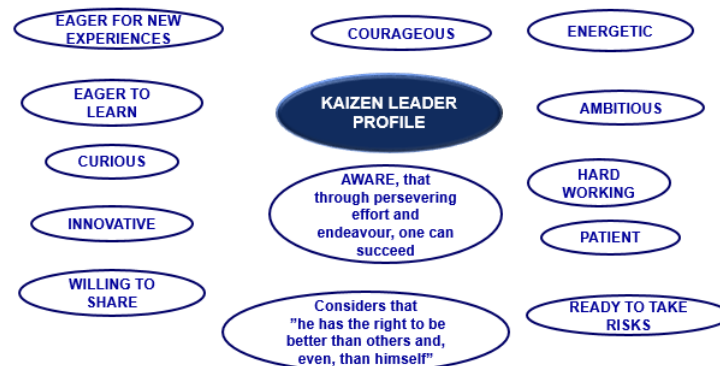 EAGER FOR NEW
EXPERIENCES
COURAGEOUS
ENERGETIC
EAGER TO
LEARN
KAIZEN LEADER
PROFILE
AMBITIOUS
CURIOUS
AWARE, that
through persevering
effort and
endeavour, one can
succeed
HARD
WORKING
INNOVATIVE
PATIENT
WILLING TO
SHARE
Considers that
"he has the right to be
better than others and,
even, than himself"
READY TO TAKE
RISKS